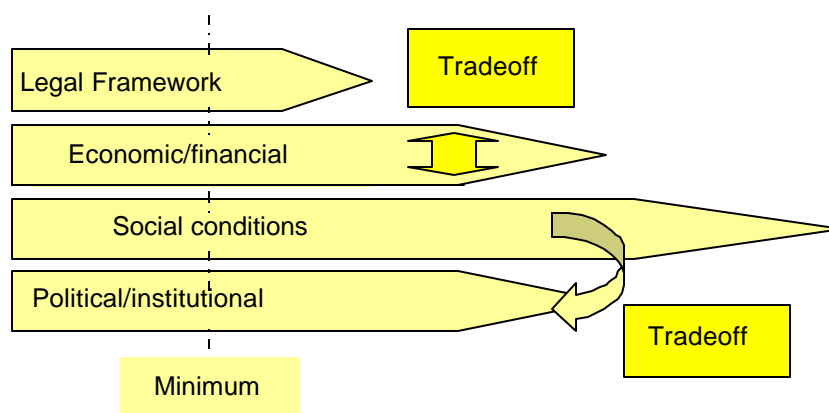 Tradeoff
Legal Framework
Economic/financial
Social conditions
Political/institutional
Tradeoff
Minimum